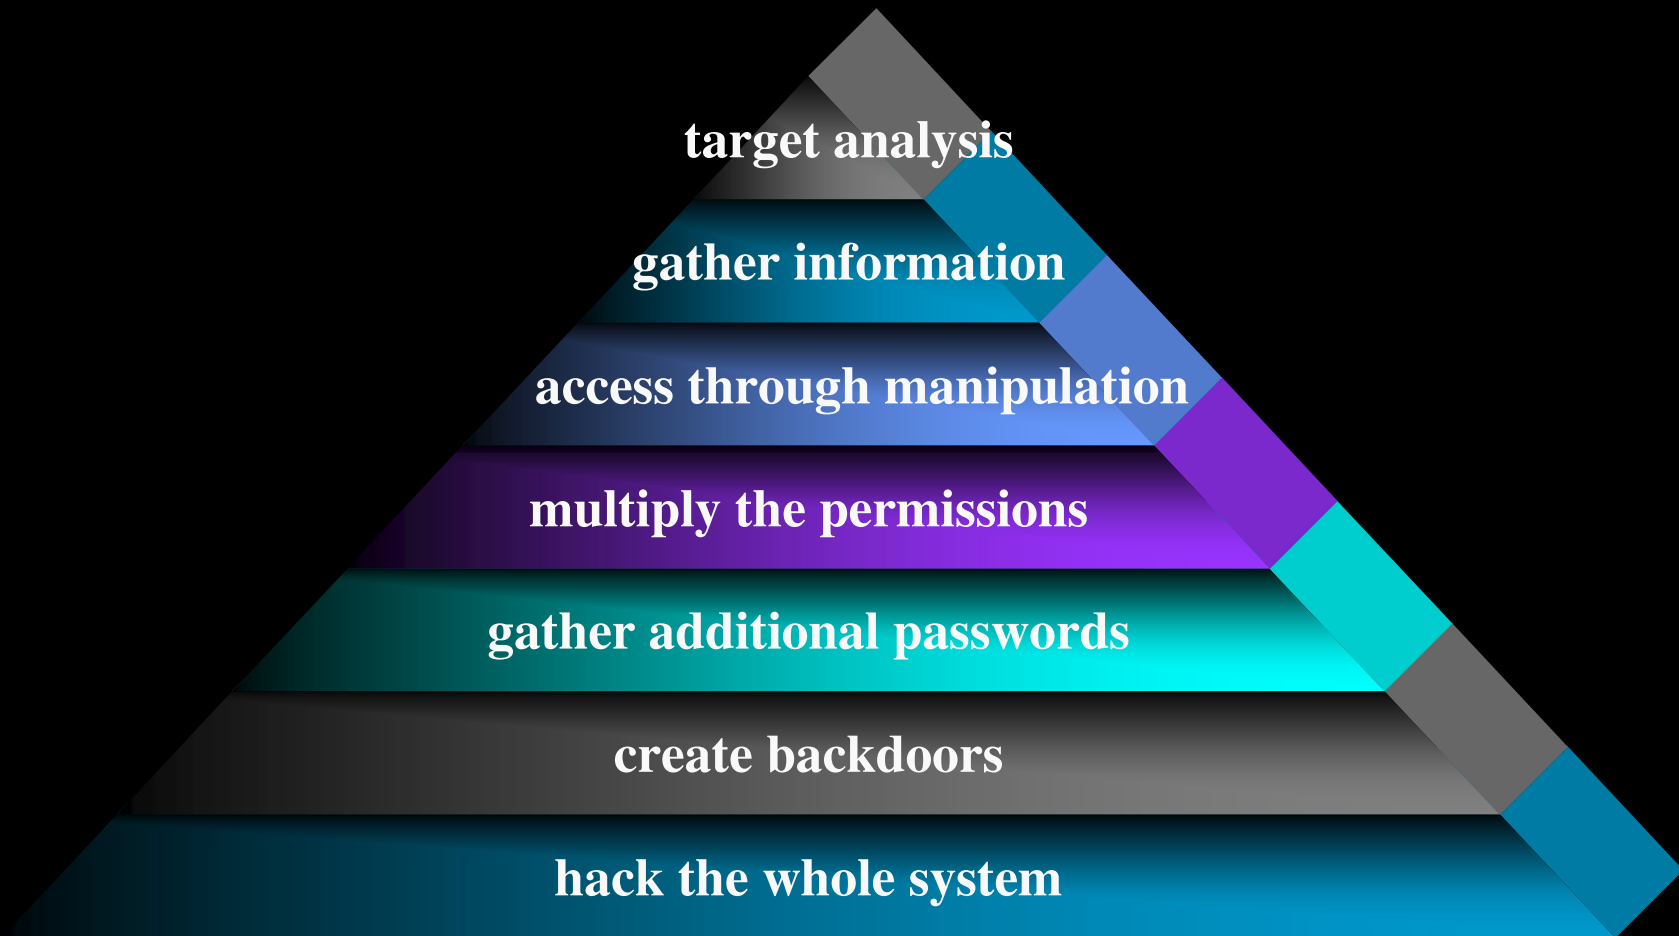 target analysis
gather information
access through manipulation
multiply the permissions
gather additional passwords
create backdoors
hack the whole system